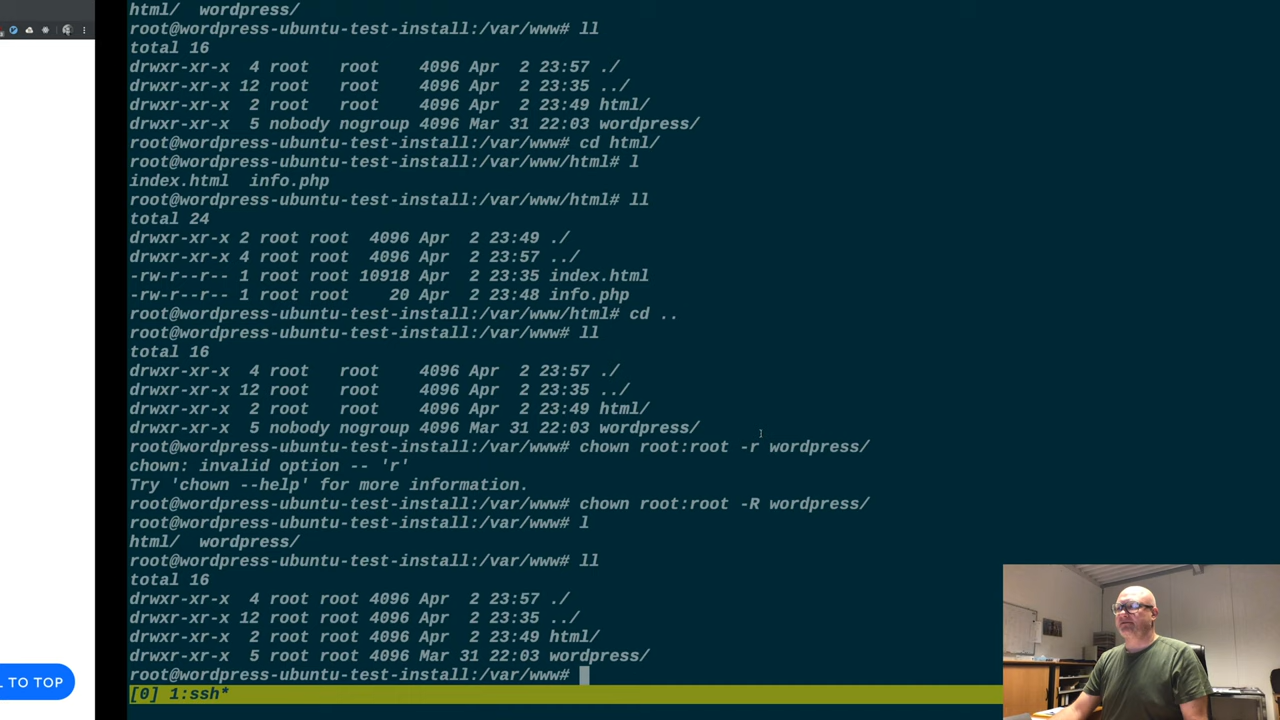 html/  wordpress/
root@wordpress-ubuntu-test-install:/var/www# ll
total 16
drwxr-xr-x  4 root   root    4096 Apr  2 23:57 ./
drwxr-xr-x 12 root   root    4096 Apr  2 23:35 ../
drwxr-xr-x  2 root   root    4096 Apr  2 23:49 html/
drwxr-xr-x  5 nobody nogroup 4096 Mar 31 22:03 wordpress/
root@wordpress-ubuntu-test-install:/var/www# cd html/
root@wordpress-ubuntu-test-install:/var/www/html# l
index.html  info.php
root@wordpress-ubuntu-test-install:/var/www/html# ll
total 24
drwxr-xr-x 2 root root  4096 Apr  2 23:49 ./
drwxr-xr-x 4 root root  4096 Apr  2 23:57 ../
-rw-r--r-- 1 root root 10918 Apr  2 23:35 index.html
-rw-r--r-- 1 root root    20 Apr  2 23:48 info.php
root@wordpress-ubuntu-test-install:/var/www/html# cd ..
root@wordpress-ubuntu-test-install:/var/www# ll
total 16
drwxr-xr-x  4 root   root    4096 Apr  2 23:57 ./
drwxr-xr-x 12 root   root    4096 Apr  2 23:35 ../
drwxr-xr-x  2 root   root    4096 Apr  2 23:49 html/
drwxr-xr-x  5 nobody nogroup 4096 Mar 31 22:03 wordpress/
root@wordpress-ubuntu-test-install:/var/www# chown root:root -r wordpress/
chown: invalid option -- 'r'
Try 'chown --help' for more information.
root@wordpress-ubuntu-test-install:/var/www# chown root:root -R wordpress/
root@wordpress-ubuntu-test-install:/var/www# l
html/  wordpress/
root@wordpress-ubuntu-test-install:/var/www# ll
total 16
drwxr-xr-x  4 root root 4096 Apr  2 23:57 ./
drwxr-xr-x 12 root root 4096 Apr  2 23:35 ../
drwxr-xr-x  2 root root 4096 Apr  2 23:49 html/
drwxr-xr-x  5 root root 4096 Mar 31 22:03 wordpress/
root@wordpress-ubuntu-test-install:/var/www#
L TO TOP
[0] 1:ssh*